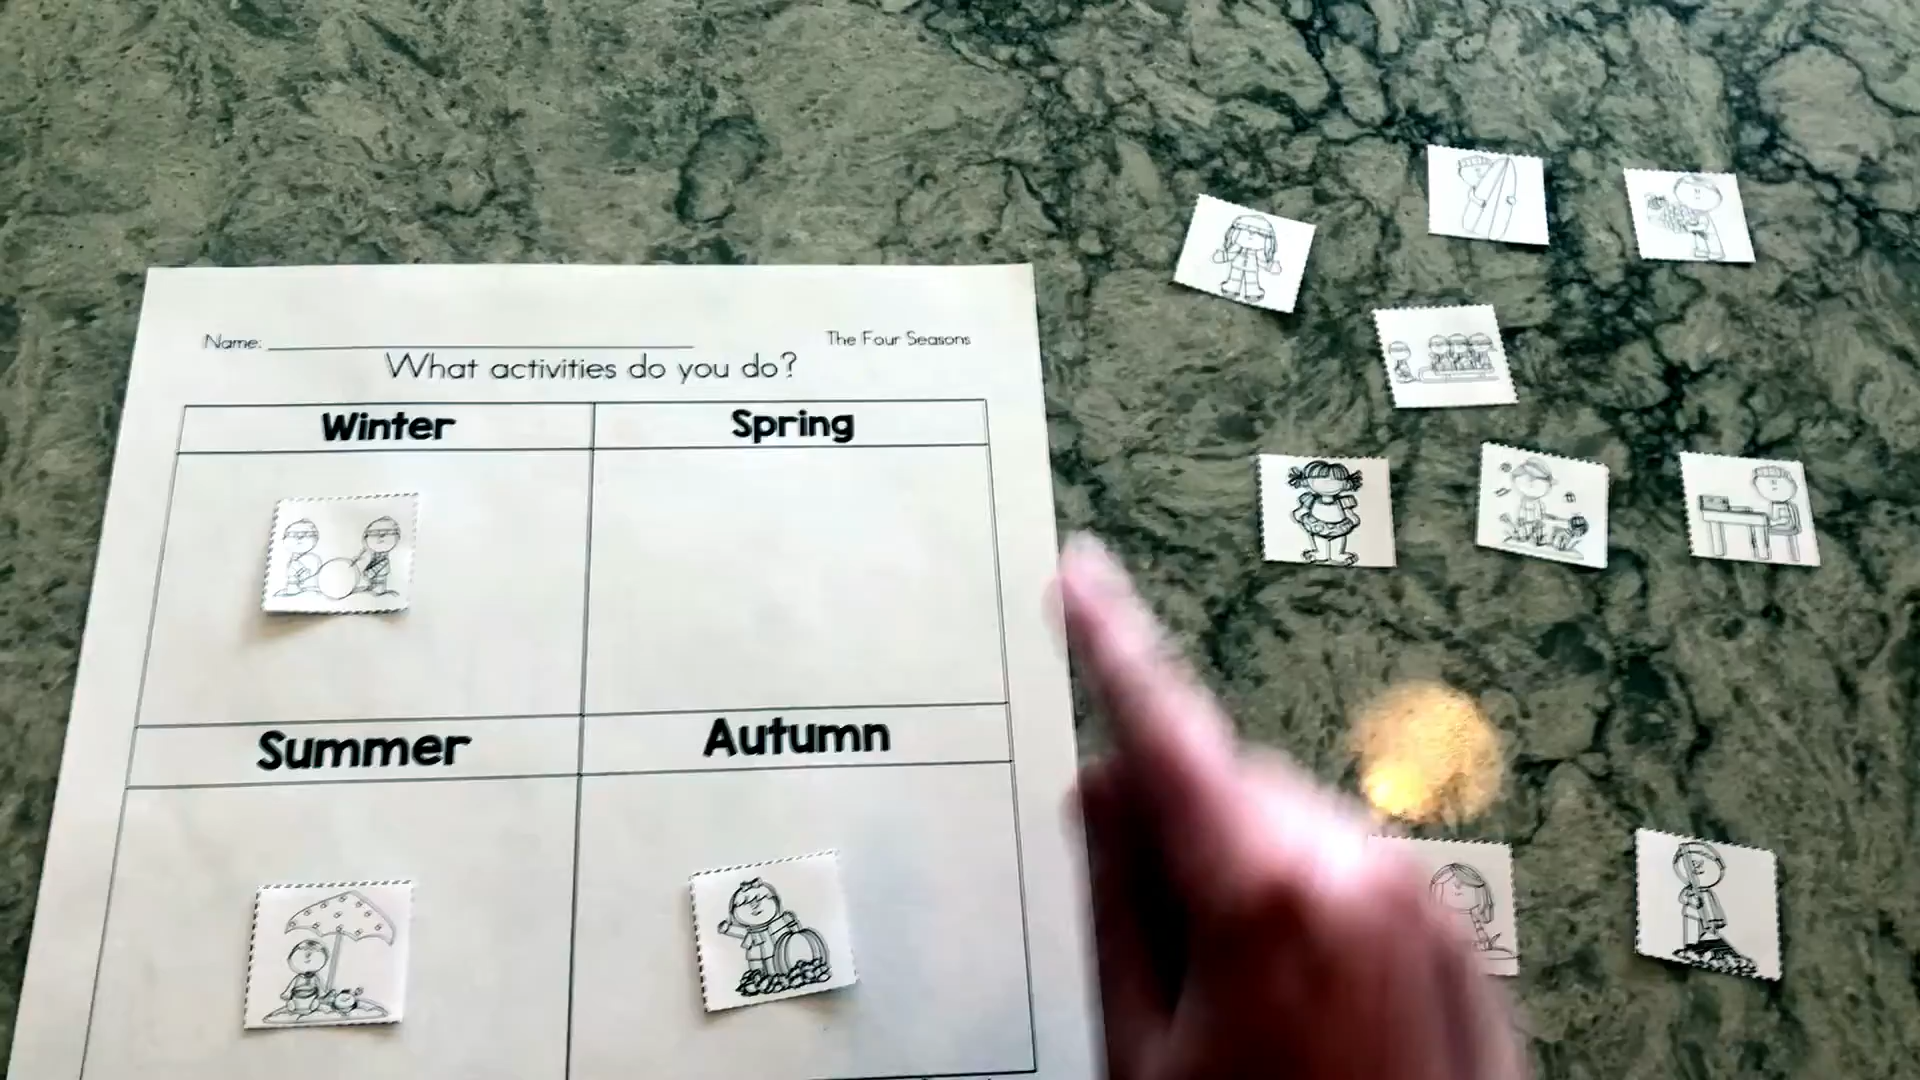 Name:
The Four Seasons
What activities do you do?
Winter
Spring
Summer
Autumn